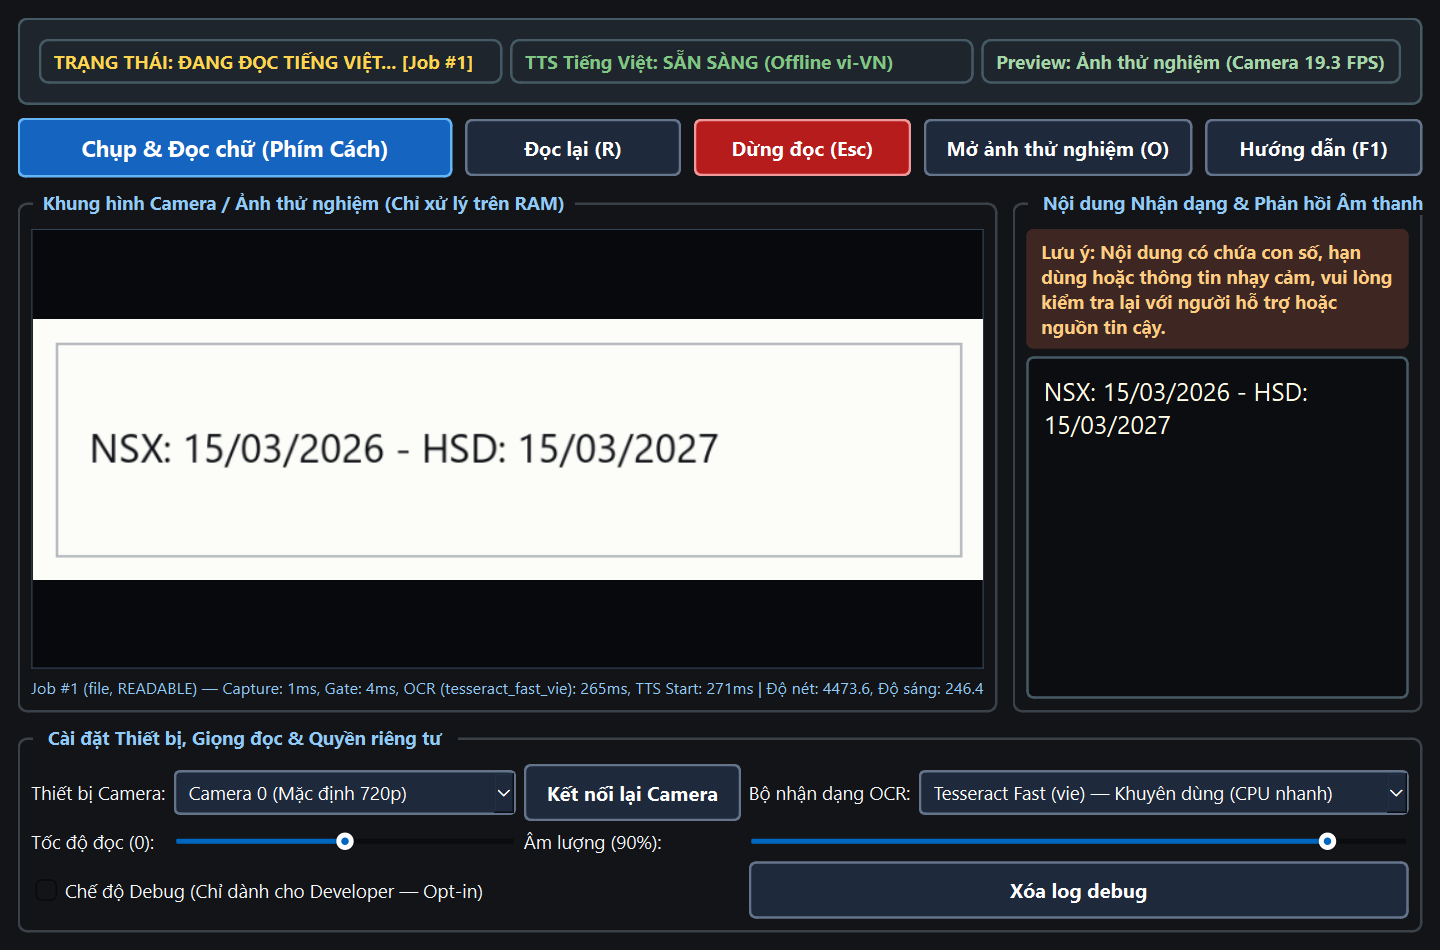 TRẠNG THÁI: ĐANG ĐỌC TIẾNG VIỆT... [Job #1]
TTS Tiếng Việt: SẴN SÀNG (Offline vi-VN)
Preview: Ảnh thử nghiệm (Camera 19.3 FPS)
Chụp & Đọc chữ (Phím Cách)
Đọc lại (R)
Dừng đọc (Esc)
Mở ảnh thử nghiệm (O)
Hướng dẫn (F1)
Khung hình Camera / Ảnh thử nghiệm (Chỉ xử lý trên RAM)
NSX: 15/03/2026 - HSD: 15/03/2027
Job #1 (file, READABLE) — Capture: 1ms, Gate: 4ms, OCR (tesseract_fast_vie): 265ms, TTS Start: 271ms | Độ nét: 4473.6, Độ sáng: 246.4
Nội dung Nhận dạng & Phản hồi Âm thanh
Lưu ý: Nội dung có chứa con số, hạn
dùng hoặc thông tin nhạy cảm, vui lòng
kiểm tra lại với người hỗ trợ hoặc
nguồn tin cậy.
NSX: 15/03/2026 - HSD:
15/03/2027
Cài đặt Thiết bị, Giọng đọc & Quyền riêng tư
Thiết bị Camera:
Camera 0 (Mặc định 720p)
Kết nối lại Camera
Bộ nhận dạng OCR:
Tesseract Fast (vie) — Khuyên dùng (CPU nhanh)
Tốc độ đọc (0):
Âm lượng (90%):
Chế độ Debug (Chỉ dành cho Developer — Opt-in)
Xóa log debug